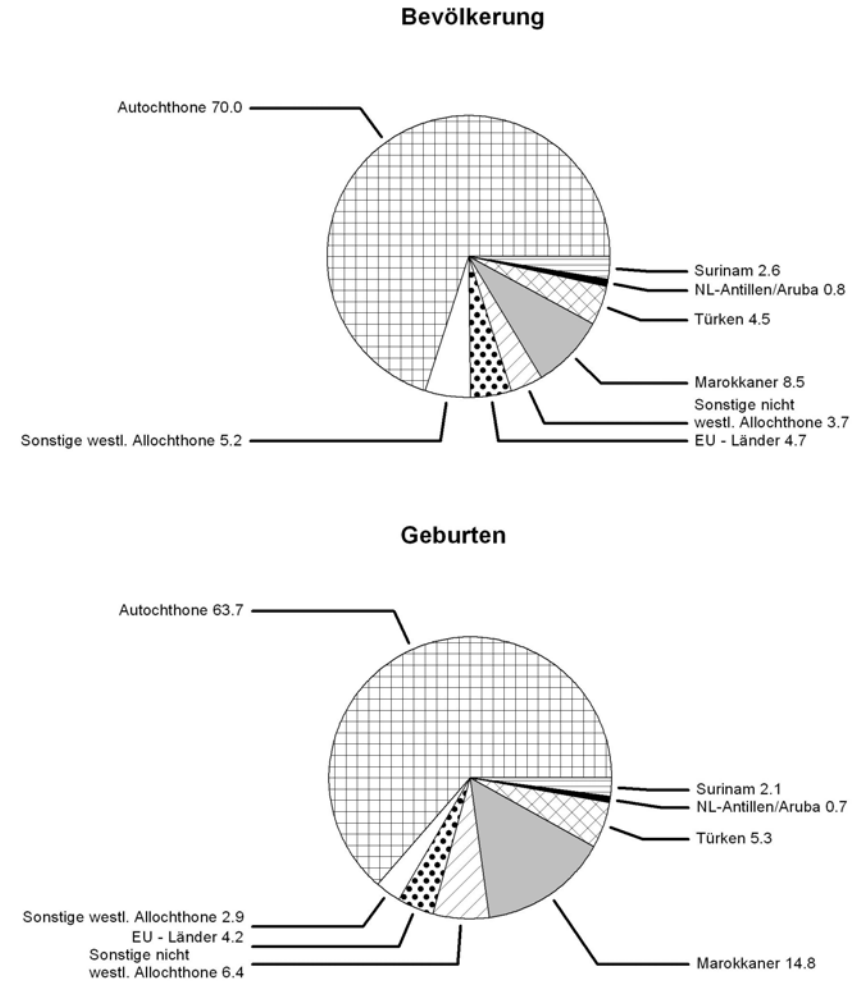 Bevölkerung
Autochthone 70.0
Surinam 2.6
NL-Antillen/Aruba 0.8
Türken 4.5
Marokkaner 8.5
Sonstige nicht
westl. Allochthone 3.7
EU - Länder 4.7
Sonstige westl. Allochthone 5.2
Geburten
Autochthone 63.7
Surinam 2.1
NL-Antillen/Aruba 0.7
Türken 5.3
Sonstige westl. Allochthone 2.9
EU - Länder 4.2
Sonstige nicht
westl. Allochthone 6.4
Marokkaner 14.8